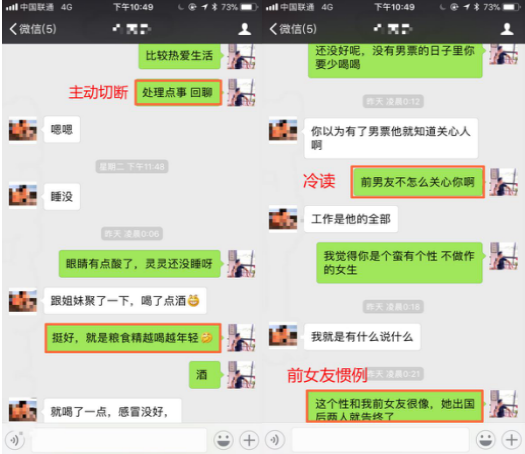 中国联通 4G
下午10:49
73%
微信(5)
比较热爱生活
主动切断
处理点事 回聊
嗯嗯
星期二 下午11:48
睡没
昨天 凌晨0:06
眼睛有点酸了，灵灵还没睡呀
跟姐妹聚了一下，喝了点酒
挺好，就是粮食精越喝越年轻
酒
就喝了一点，感冒没好，
中国联通 4G
下午10:49
73%
微信(5)
还没好呢，没有男票的日子里你
要少喝喝
昨天 凌晨0:12
你以为有了男票他就知道关心人
啊
冷读
前男友不怎么关心你啊
工作是他的全部
我觉得你是个蛮有个性 不做作
的女生
昨天 凌晨0:18
我就是有什么说什么
昨天 凌晨0:21
前女友惯例
这个性和我前女友很像，她出国
后两人就告终了